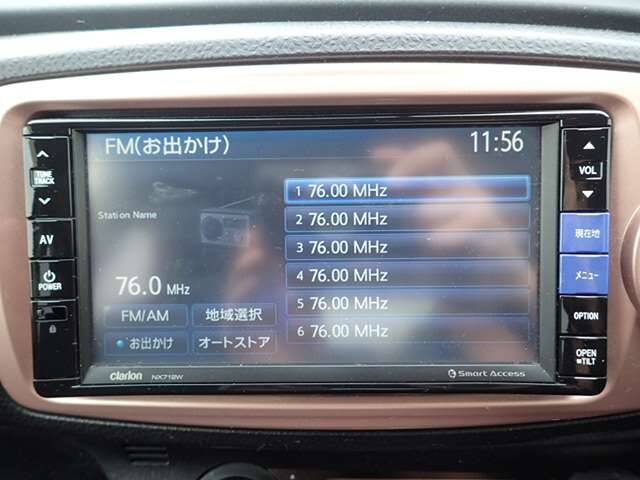 FM(お出かけ)
11:56
TUNE
TRACK
AV
POWER
Station Name
76.0 MHz
FM/AM
地域選択
お出かけ
オートストア
1 76.00 MHz
2 76.00 MHz
3 76.00 MHz
4 76.00 MHz
5 76.00 MHz
6 76.00 MHz
VOL
現在地
メニュー
OPTION
OPEN
TILT
clarion
NX712W
Smart Access